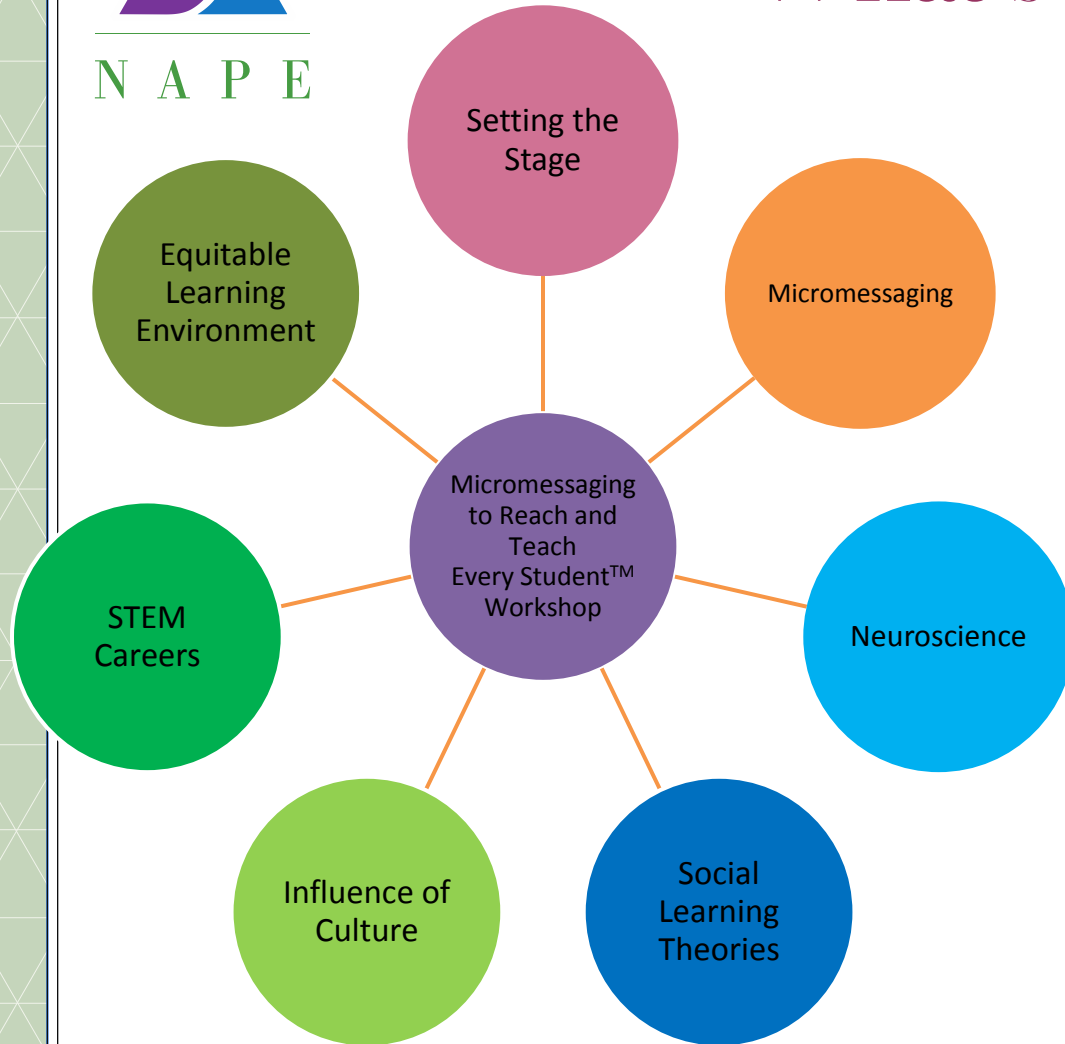 N A P E
Setting the
Stage
Micromessaging
Neuroscience
Social
Learning
Theories
Influence of
Culture
STEM
Careers
Equitable
Learning
Environment
Micromessaging
to Reach and
Teach
Every Student™
Workshop